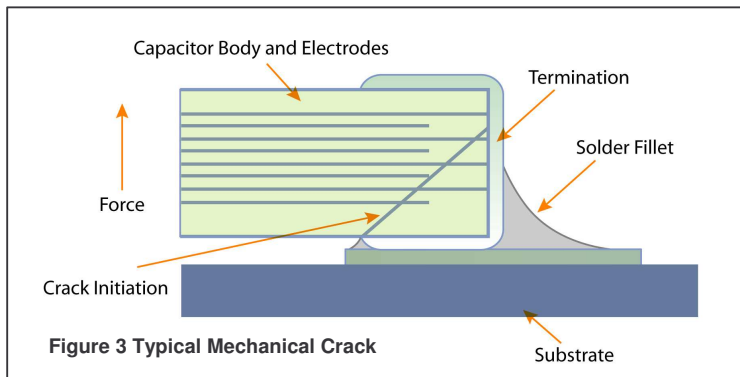 Capacitor Body and Electrodes
Termination
Solder Fillet
Force
Crack Initiation
Figure 3 Typical Mechanical Crack
Substrate